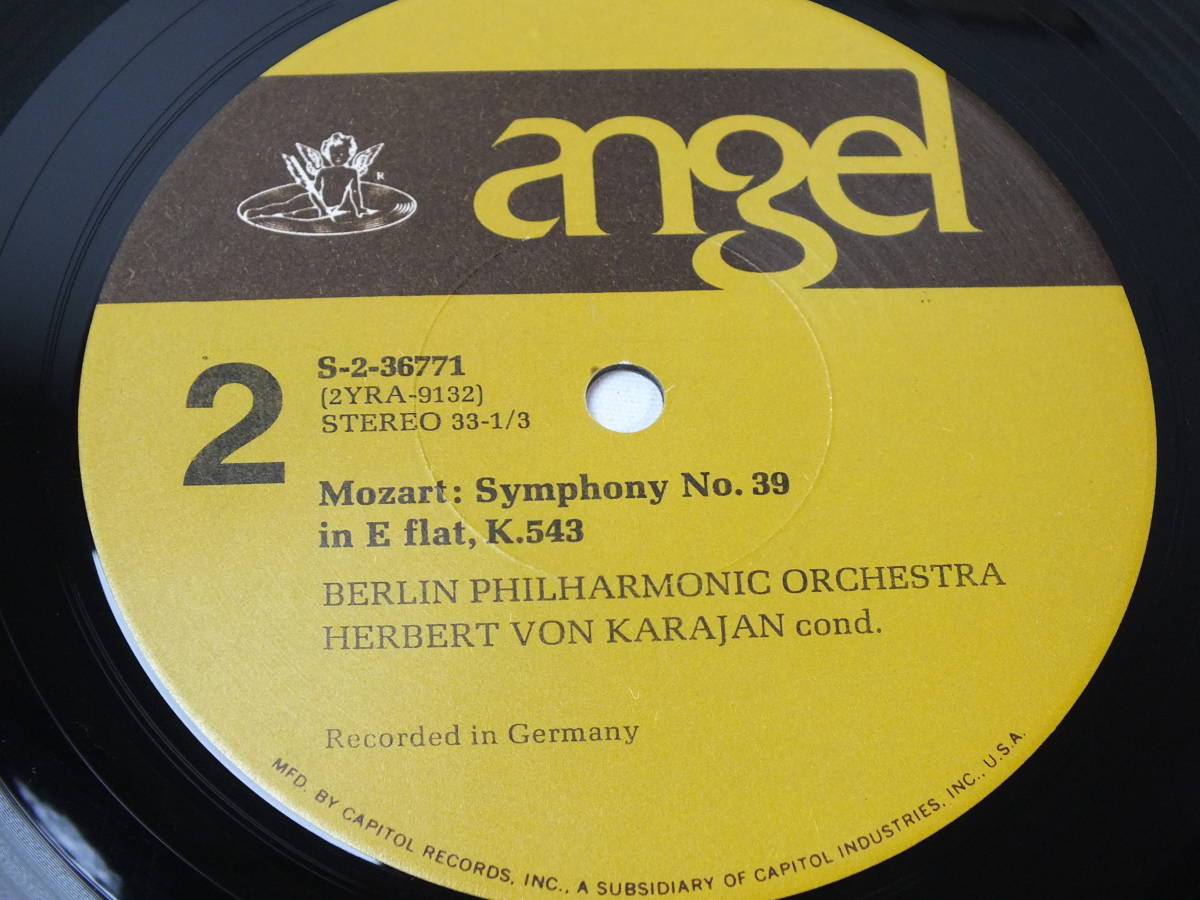 angel
R
2
S-2-36771
(2YRA-9132)
STEREO 33-1/3
Mozart: Symphony No. 39
in E flat, K.543
BERLIN PHILHARMONIC ORCHESTRA
HERBERT VON KARAJAN cond.
Recorded in Germany
MFD. BY CAPITOL RECORDS, INC., A SUBSIDIARY OF CAPITOL INDUSTRIES, INC., U.S.A.